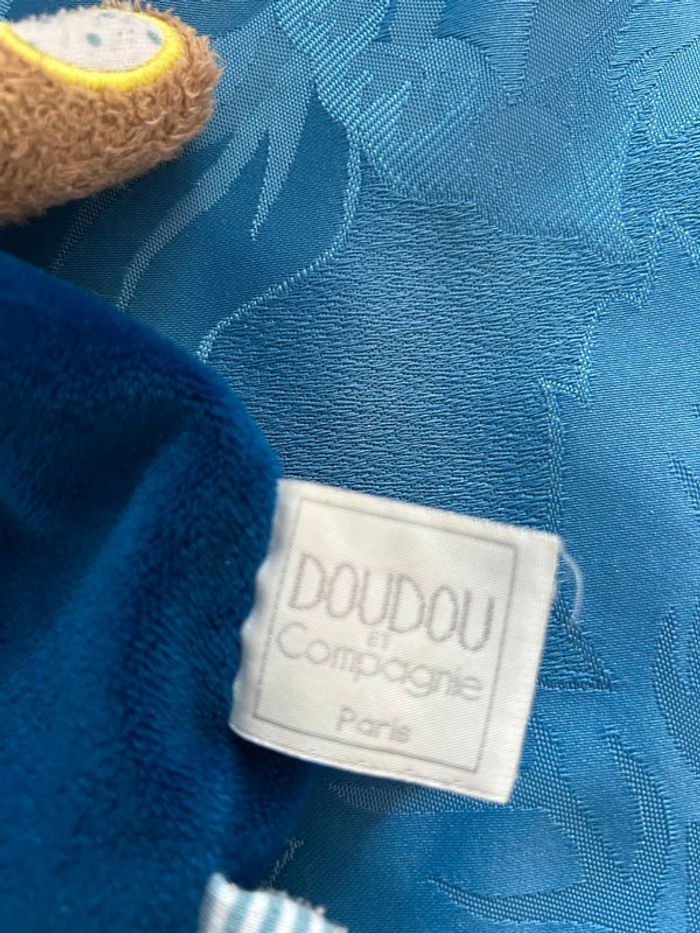 DOUDOU
ET
Compagnie
Paris